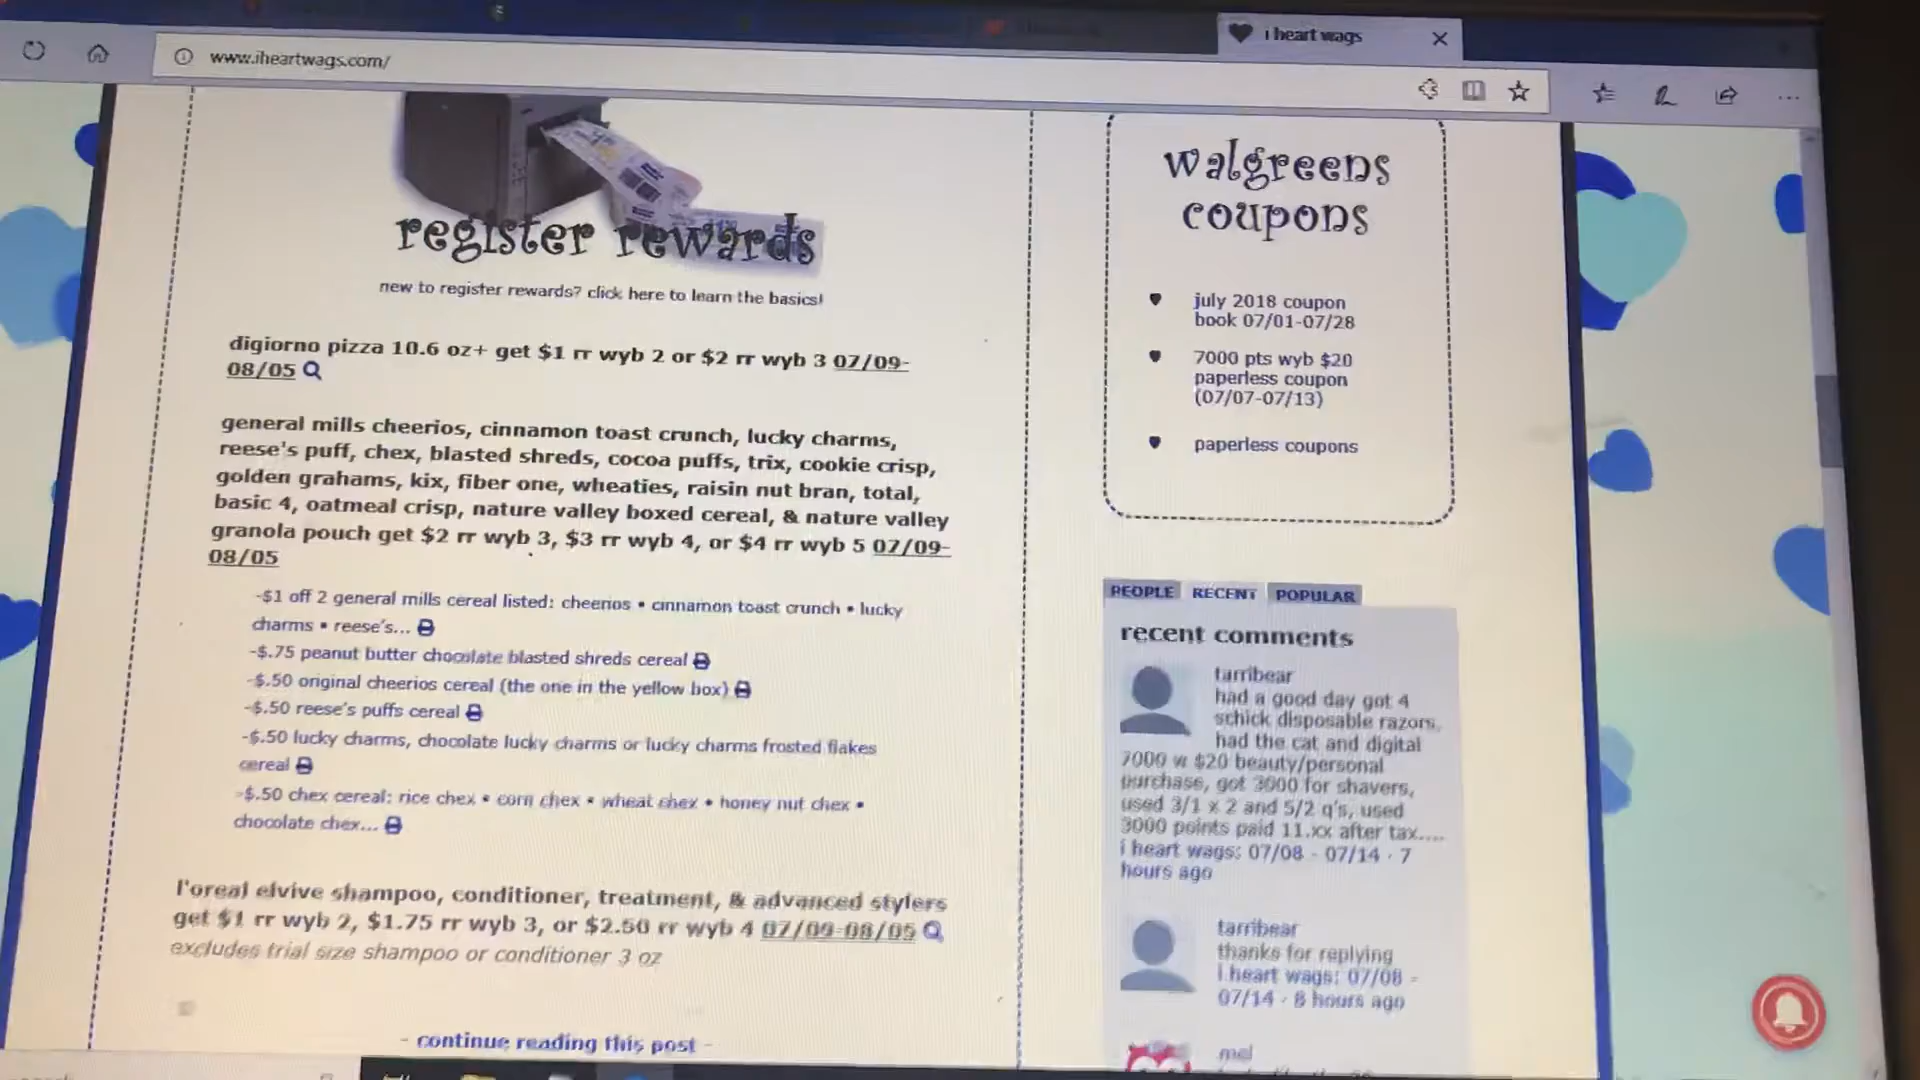 i heart wags
www.iheartwags.com/
register rewards
new to register rewards? click here to learn the basics!
digiorno pizza 10.6 oz+ get $1 rr wyb 2 or $2 rr wyb 3 07/09-
08/05
general mills cheerios, cinnamon toast crunch, lucky charms,
reese's puff, chex, blasted shreds, cocoa puffs, trix, cookie crisp,
golden grahams, kix, fiber one, wheaties, raisin nut bran, total,
basic 4, oatmeal crisp, nature valley boxed cereal, & nature valley
granola pouch get $2 rr wyb 3, $3 rr wyb 4, or $4 rr wyb 5 07/09-
08/05
-$1 off 2 general mills cereal listed: cheerios • cinnamon toast crunch • lucky
charms • reese's...
-$.75 peanut butter chocolate blasted shreds cereal
-$.50 original cheerios cereal (the one in the yellow box)
-$.50 reese's puffs cereal
-$.50 lucky charms, chocolate lucky charms or lucky charms frosted flakes
cereal
-$.50 chex cereal: rice chex • corn chex • wheat chex • honey nut chex •
chocolate chex...
l'oreal elvive shampoo, conditioner, treatment, & advanced stylers
get $1 rr wyb 2, $1.75 rr wyb 3, or $2.50 rr wyb 4 07/09-08/05
excludes trial size shampoo or conditioner 3 oz
- continue reading this post -
walgreens
coupons
july 2018 coupon
book 07/01-07/28
7000 pts wyb $20
paperless coupon
(07/07-07/13)
paperless coupons
PEOPLE RECENT POPULAR
recent comments
tarribear
had a good day got 4
schick disposable razors,
had the cat and digital
7000 w $20 beauty/personal
purchase, got 3000 for shavers,
used 3/1 x 2 and 5/2 q's, used
3000 points paid 11.xx after tax....
i heart wags: 07/08 - 07/14 · 7
hours ago
tarribear
thanks for replying
i heart wags: 07/08 -
07/14 · 8 hours ago
mel